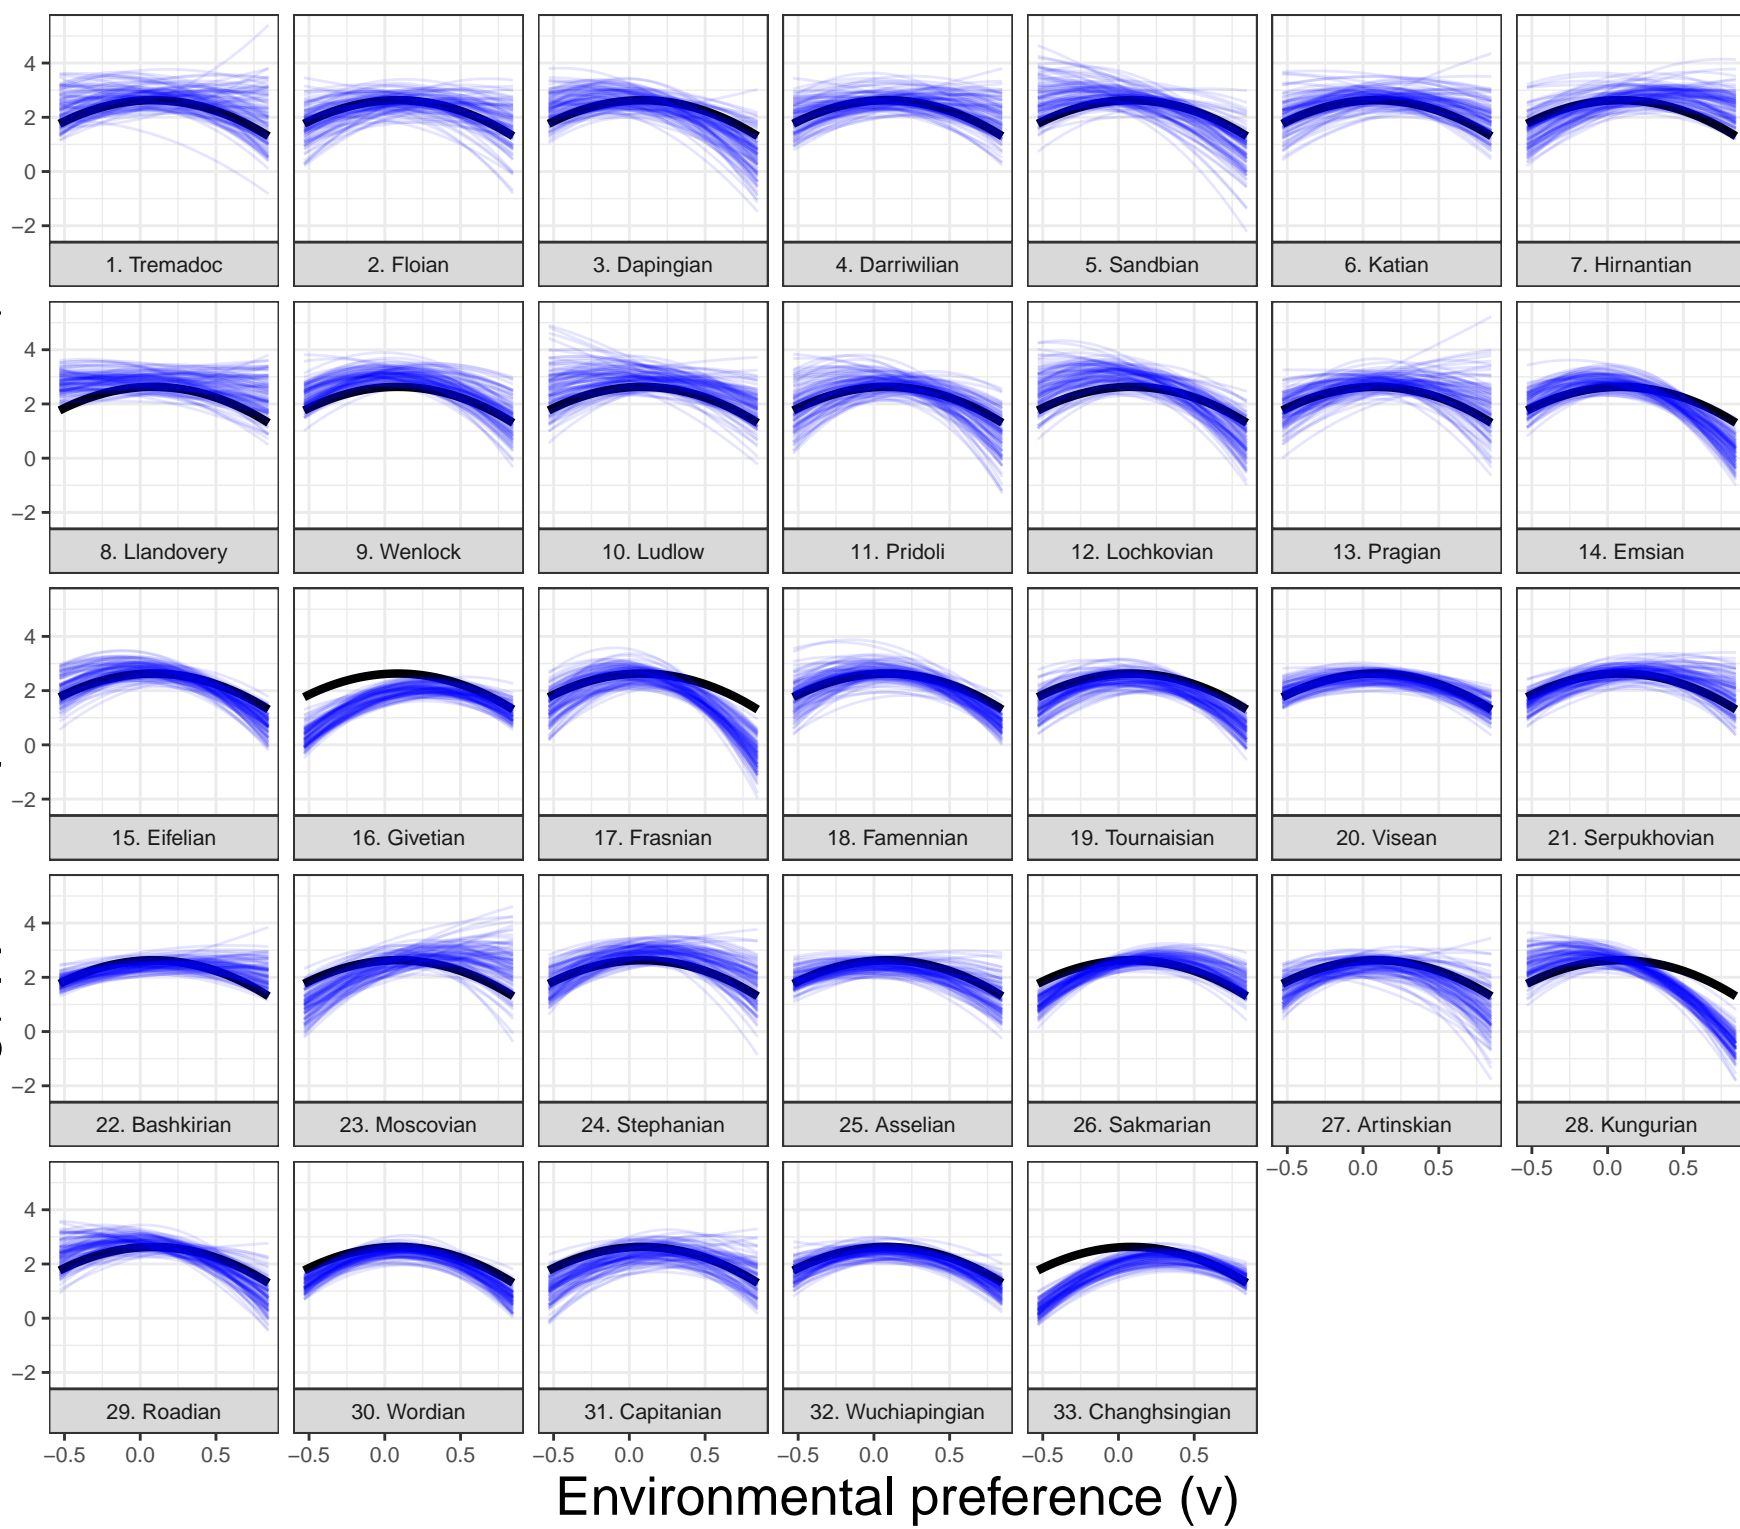 4
2
0
−2
1. Tremadoc 2. Floian 3. Dapingian 4. Darriwilian 5. Sandbian 6. Katian 7. Hirnantian
4
2
0
−2
8. Llandovery 9. Wenlock 10. Ludlow 11. Pridoli 12. Lochkovian 13. Pragian 14. Emsian
4
2
0
−2
15. Eifelian 16. Givetian 17. Frasnian 18. Famennian 19. Tournaisian 20. Visean 21. Serpukhovian
4
2
0
−2
22. Bashkirian 23. Moscovian 24. Stephanian 25. Asselian 26. Sakmarian 27. Artinskian 28. Kungurian
−0.5 0.0 0.5 −0.5 0.0 0.5
4
2
0
−2
29. Roadian 30. Wordian 31. Capitanian 32. Wuchiapingian 33. Changhsingian
−0.5 0.0 0.5 −0.5 0.0 0.5 −0.5 0.0 0.5 −0.5 0.0 0.5 −0.5 0.0 0.5
Environmental preference (v)